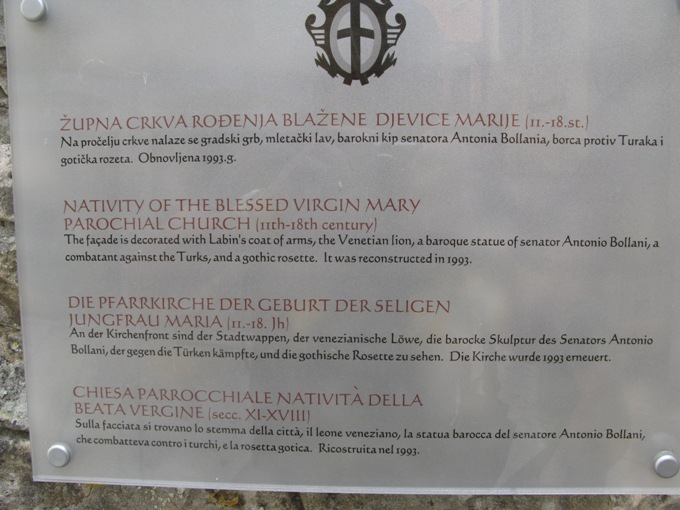 ŽUPNA CRKVA ROĐENJA BLAŽENE DJEVICE MARIJE (11.-18.st.)
Na pročelju crkve nalaze se gradski grb, mletački lav, barokni kip senatora Antonia Bollania, borca protiv Turaka i
gotička rozeta. Obnovljena 1993.g.
NATIVITY OF THE BLESSED VIRGIN MARY
PAROCHIAL CHURCH (11th-18th century)
The façade is decorated with Labin's coat of arms, the Venetian lion, a baroque statue of senator Antonio Bollani, a
combatant against the Turks, and a gothic rosette. It was reconstructed in 1993.
DIE PFARRKIRCHE DER GEBURT DER SELIGEN
JUNGFRAU MARIA (11.-18. Jh)
An der Kirchenfront sind der Stadtwappen, der venezianische Löwe, die barocke Skulptur des Senators Antonio
Bollani, der gegen die Türken kämpfte, und die gothische Rosette zu sehen. Die Kirche wurde 1993 erneuert.
CHIESA PARROCCHIALE NATIVITÀ DELLA
BEATA VERGINE (secc. XI-XVIII)
Sulla facciata si trovano lo stemma della città, il leone veneziano, la statua barocca del senatore Antonio Bollani,
che combatteva contro i turchi, e la rosetta gotica. Ricostruita nel 1993.